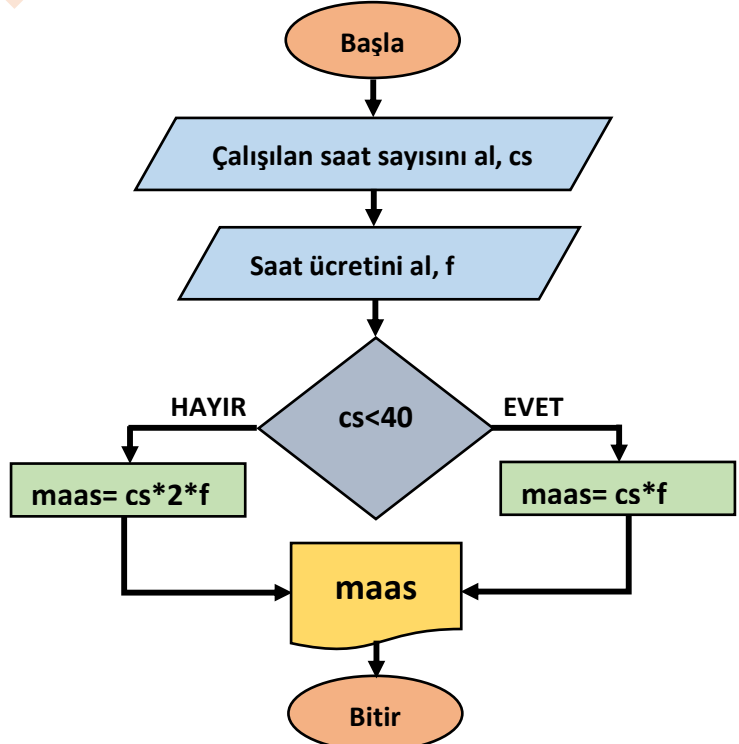 Başla
Çalışılan saat sayısını al, cs
Saat ücretini al, f
HAYIR
cs<40
EVET
maas= cs*2*f
maas= cs*f
maas
Bitir